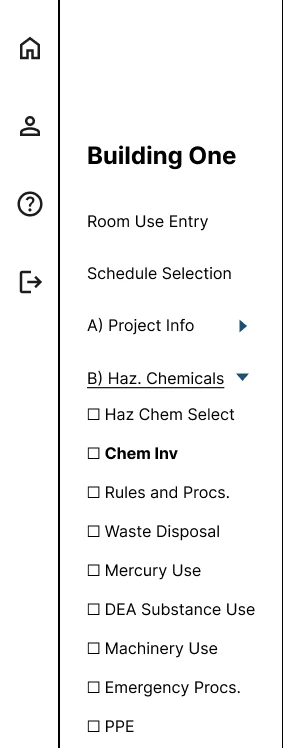 Building One
Room Use Entry
Schedule Selection
A) Project Info
B) Haz. Chemicals
Haz Chem Select
Chem Inv
Rules and Procs.
Waste Disposal
Mercury Use
DEA Substance Use
Machinery Use
Emergency Procs.
PPE